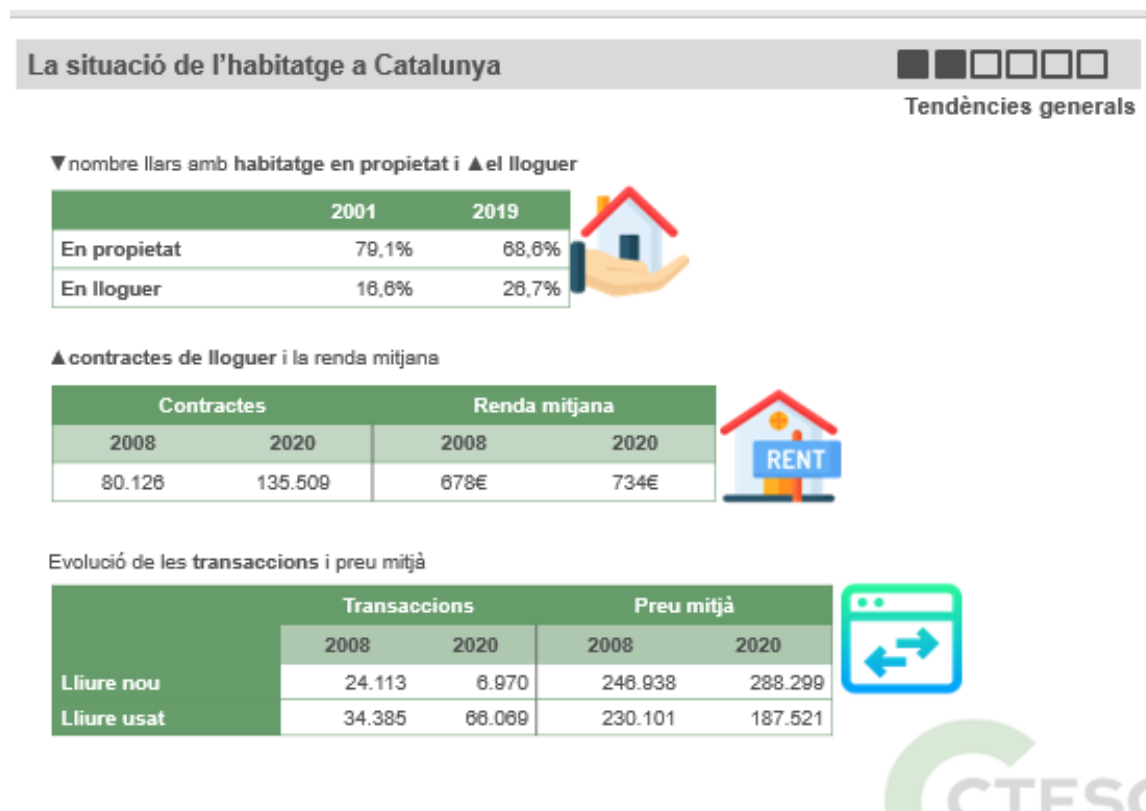 La situació de l'habitatge a Catalunya
Tendències generals
▼nombre llars amb habitatge en propietat i ▲el lloguer
2001 2019
En propietat 79,1% 68,6%
En lloguer 16,6% 26,7%
▲contractes de lloguer i la renda mitjana
Contractes Renda mitjana
2008 2020 2008 2020
80.126 135.509 678€ 734€
RENT
Evolució de les transaccions i preu mitjà
Transaccions Preu mitjà
2008 2020 2008 2020
Lliure nou 24.113 6.970 246.938 288.299
Lliure usat 34.385 66.069 230.101 187.521
CTESC